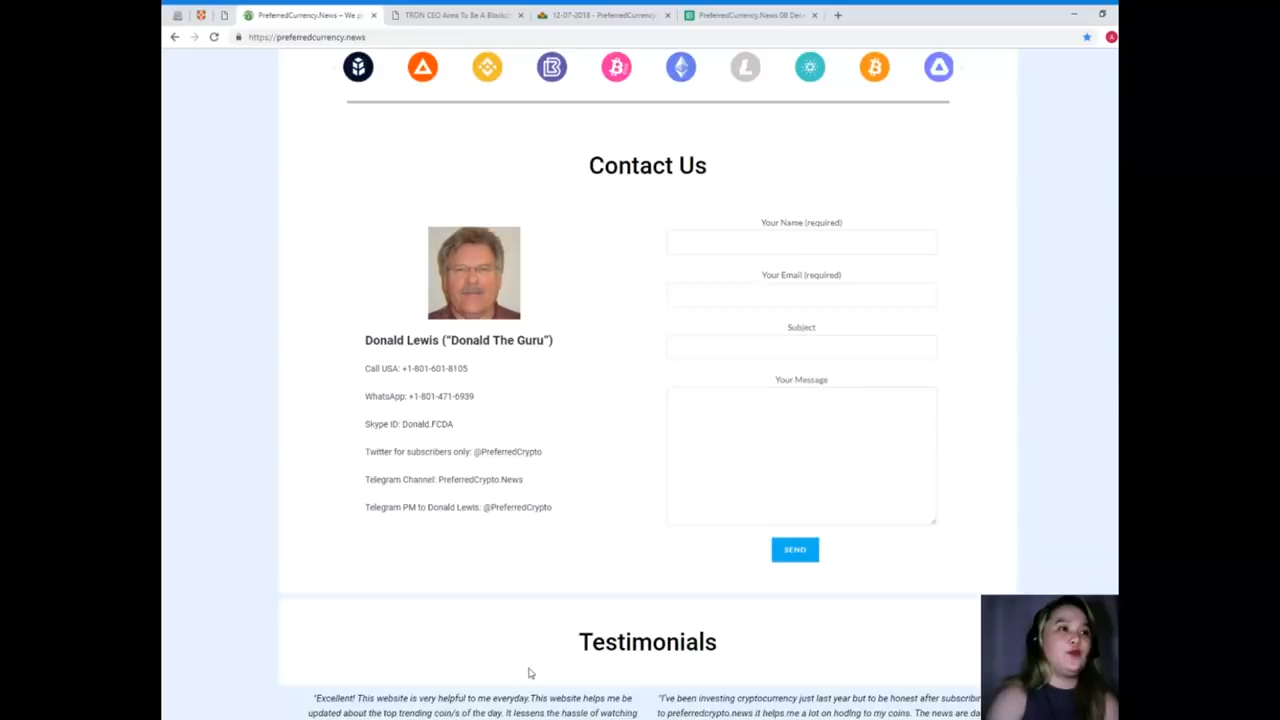 PreferredCurrency.News – We pr
TRON CEO Aims To Be A Blockch
12-07-2018 - PreferredCurrency
PreferredCurrency.News 08 Dec
https://preferredcurrency.news
Contact Us
Your Name (required)
Your Email (required)
Subject
Your Message
SEND
Donald Lewis (“Donald The Guru”)
Call USA: +1-801-601-8105
WhatsApp: +1-801-471-6939
Skype ID: Donald.FCDA
Twitter for subscribers only: @PreferredCrypto
Telegram Channel: PreferredCrypto.News
Telegram PM to Donald Lewis: @PreferredCrypto
Testimonials
"Excellent! This website is very helpful to me everyday.This website helps me be
updated about the top trending coin/s of the day. It lessens the hassle of watching
"I've been investing cryptocurrency just last year but to be honest after subscribin
to preferredcrypto.news it helps me a lot on hodlng to my coins. The news are da